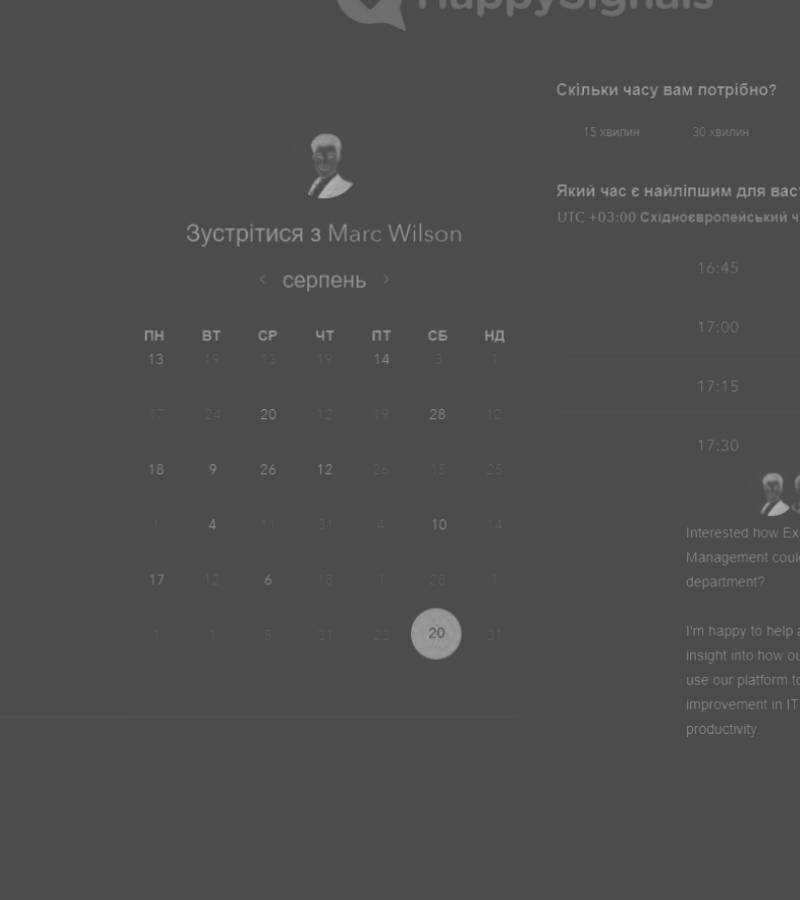 HappySignals
Зустрітися з Marc Wilson
‹ серпень ›
ПН ВТ СР ЧТ ПТ СБ НД
13 19 13 19 14 3 1
17 24 20 12 19 28 12
18 9 26 12 26 15 25
1 4 11 31 4 10 14
17 12 6 18 1 28 1
1 1 5 31 23 20 31
Скільки часу вам потрібно?
15 хвилин 30 хвилин
Який час є найліпшим для вас
UTC +03:00 Східноєвропейський ч
16:45
17:00
17:15
17:30
Interested how Ex
Management coul
department?
I'm happy to help a
insight into how ou
use our platform to
improvement in IT
productivity.